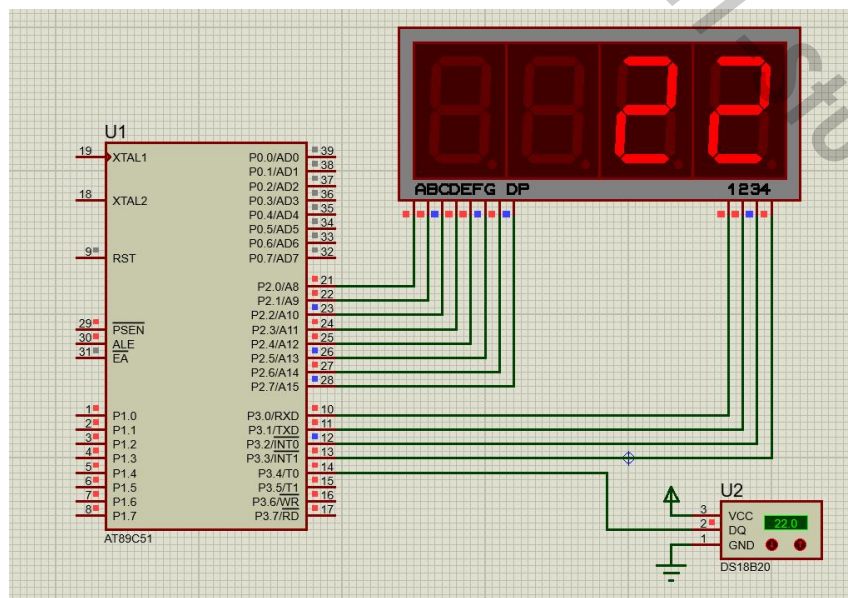 22
ABCDEFG DP
1234
U1
19 XTAL1
18 XTAL2
9 RST
29 PSEN
30 ALE
31 EA
1 P1.0
2 P1.1
3 P1.2
4 P1.3
5 P1.4
6 P1.5
7 P1.6
8 P1.7
P0.0/AD0 39
P0.1/AD1 38
P0.2/AD2 37
P0.3/AD3 36
P0.4/AD4 35
P0.5/AD5 34
P0.6/AD6 33
P0.7/AD7 32
P2.0/A8 21
P2.1/A9 22
P2.2/A10 23
P2.3/A11 24
P2.4/A12 25
P2.5/A13 26
P2.6/A14 27
P2.7/A15 28
P3.0/RXD 10
P3.1/TXD 11
P3.2/INT0 12
P3.3/INT1 13
P3.4/T0 14
P3.5/T1 15
P3.6/WR 16
P3.7/RD 17
AT89C51
U2
3 VCC
2 DQ
1 GND
22.0
DS18B20